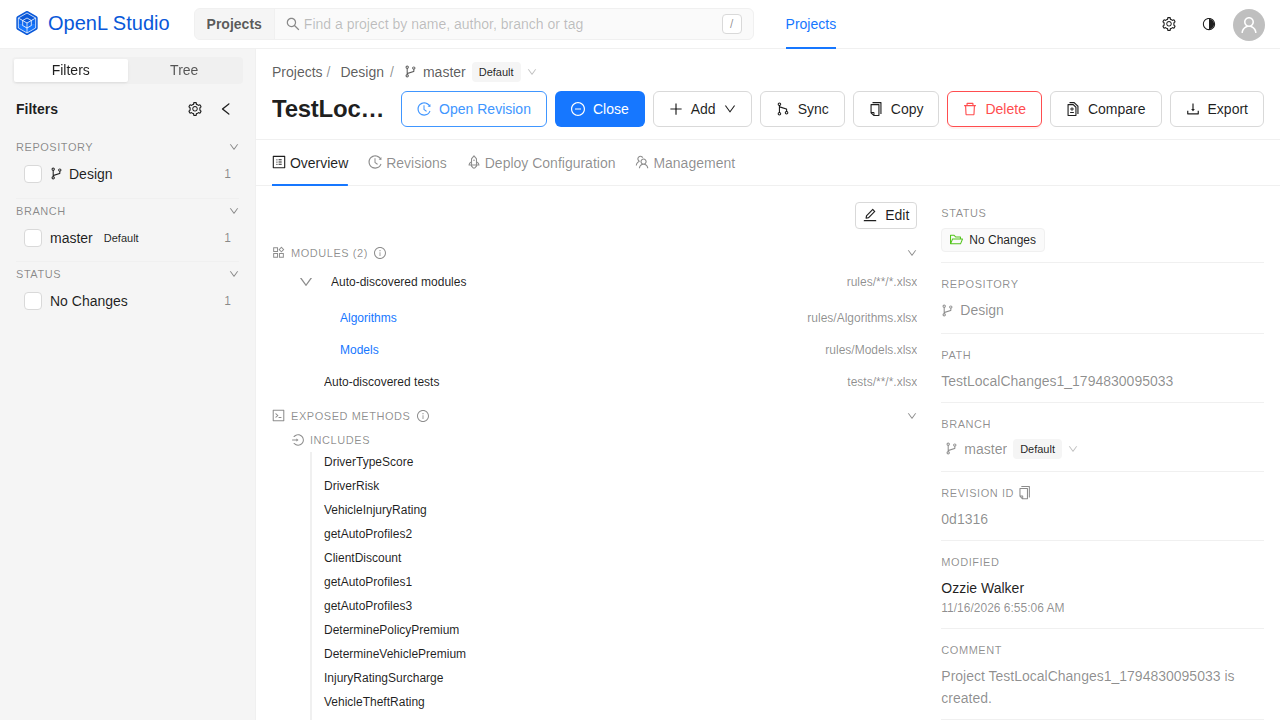 OpenL Studio
Projects
Find a project by name, author, branch or tag
/
Projects
Filters
Tree
Filters
REPOSITORY
Design
1
BRANCH
master Default
1
STATUS
No Changes
1
Projects / Design / master Default
TestLoc...
Open Revision
Close
Add
Sync
Copy
Delete
Compare
Export
Overview
Revisions
Deploy Configuration
Management
Edit
MODULES (2)
Auto-discovered modules
rules/**/*.xlsx
Algorithms
rules/Algorithms.xlsx
Models
rules/Models.xlsx
Auto-discovered tests
tests/**/*.xlsx
EXPOSED METHODS
INCLUDES
DriverTypeScore
DriverRisk
VehicleInjuryRating
getAutoProfiles2
ClientDiscount
getAutoProfiles1
getAutoProfiles3
DeterminePolicyPremium
DetermineVehiclePremium
InjuryRatingSurcharge
VehicleTheftRating
STATUS
No Changes
REPOSITORY
Design
PATH
TestLocalChanges1_1794830095033
BRANCH
master Default
REVISION ID
0d1316
MODIFIED
Ozzie Walker
11/16/2026 6:55:06 AM
COMMENT
Project TestLocalChanges1_1794830095033 is
created.